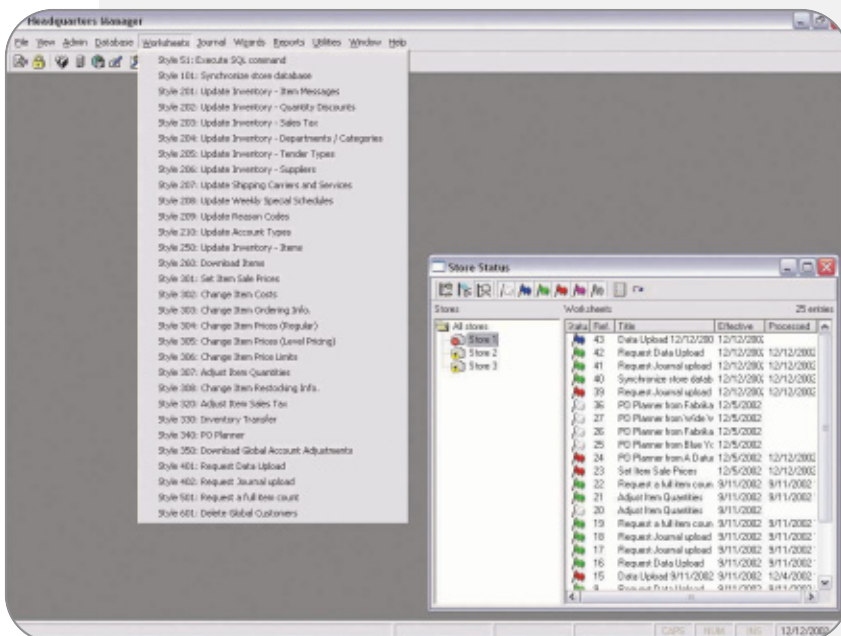 Headquarters Manager
File View Admin Database Worksheets Journal Wizards Reports Utilities Window Help
Style 51: Execute SQL command
Style 101: Synchronize store database
Style 201: Update Inventory - Item Messages
Style 202: Update Inventory - Quantity Discounts
Style 203: Update Inventory - Sales Tax
Style 204: Update Inventory - Departments / Categories
Style 205: Update Inventory - Tender Types
Style 206: Update Inventory - Suppliers
Style 207: Update Shipping Carriers and Services
Style 208: Update Weekly Special Schedules
Style 209: Update Reason Codes
Style 210: Update Account Types
Style 250: Update Inventory - Items
Style 260: Download Items
Style 301: Set Item Sale Prices
Style 302: Change Item Costs
Style 303: Change Item Ordering Info.
Style 304: Change Item Prices (Regular)
Style 305: Change Item Prices (Level Pricing)
Style 306: Change Item Price Limits
Style 307: Adjust Item Quantities
Style 308: Change Item Restocking Info.
Style 320: Adjust Item Sales Tax
Style 330: Inventory Transfer
Style 340: PO Planner
Style 350: Download Global Account Adjustments
Style 401: Request Data Upload
Style 402: Request Journal upload
Style 501: Request a full item count
Style 601: Delete Global Customers
Store Status
Stores Worksheets 25 entries
All stores
Store 1
Store 2
Store 3
Status Ref. Title Effective Processed
43 Data Upload 12/12/200 12/12/200
42 Request Data Upload 12/12/200 12/12/2002
41 Request Journal upload 12/12/200 12/12/2002
40 Synchronize store datab 12/12/200 12/12/2002
39 Request Journal upload 12/12/200 12/12/2002
36 PO Planner from Fabrika 12/5/2002
27 PO Planner from Wide W 12/5/2002
26 PO Planner from Fabrika 12/5/2002
25 PO Planner from Blue Yo 12/5/2002
24 PO Planner from A Datu 12/5/2002 12/12/2002
23 Set Item Sale Prices 12/5/2002 12/12/2002
22 Request a full item coun 9/11/2002 9/11/2002
21 Adjust Item Quantities 9/11/2002 9/11/2002
20 Adjust Item Quantities 9/11/2002
19 Request a full item coun 9/11/2002 9/11/2002
18 Request Journal upload 9/11/2002 9/11/2002
17 Request Journal upload 9/11/2002 9/11/2002
16 Request Data Upload 9/11/2002 9/11/2002
15 Data Upload 9/11/2002 9/11/2002 12/4/2002
9 Request Data Upload 9/11/2002 9/11/2002
CAPS NUM INS 12/12/2002